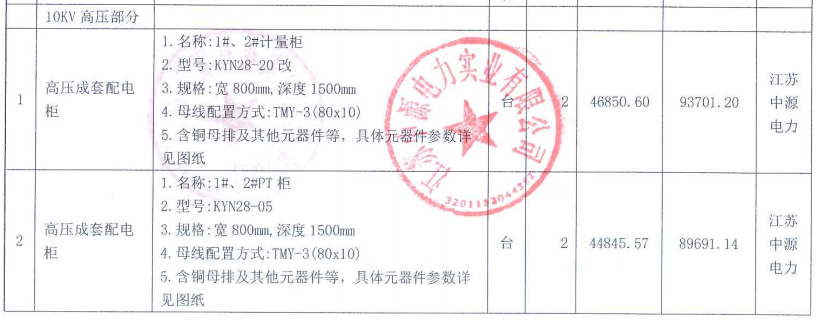 10KV 高压部分
1
高压成套配电
柜
1.名称:1#、2#计量柜
2.型号:KYN28-20 改
3.规格:宽 800mm,深度 1500mm
4.母线配置方式:TMY-3(80x10)
5.含铜母排及其他元器件等, 具体元器件参数详
见图纸
台
2
46850.60
93701.20
江苏
中源
电力
江苏中源电力实业有限公司
2
高压成套配电
柜
1.名称:1#、2#PT 柜
2.型号:KYN28-05
3.规格:宽 800mm,深度 1500mm
4.母线配置方式:TMY-3(80x10)
5.含铜母排及其他元器件等, 具体元器件参数详
见图纸
台
2
44845.57
89691.14
江苏
中源
电力